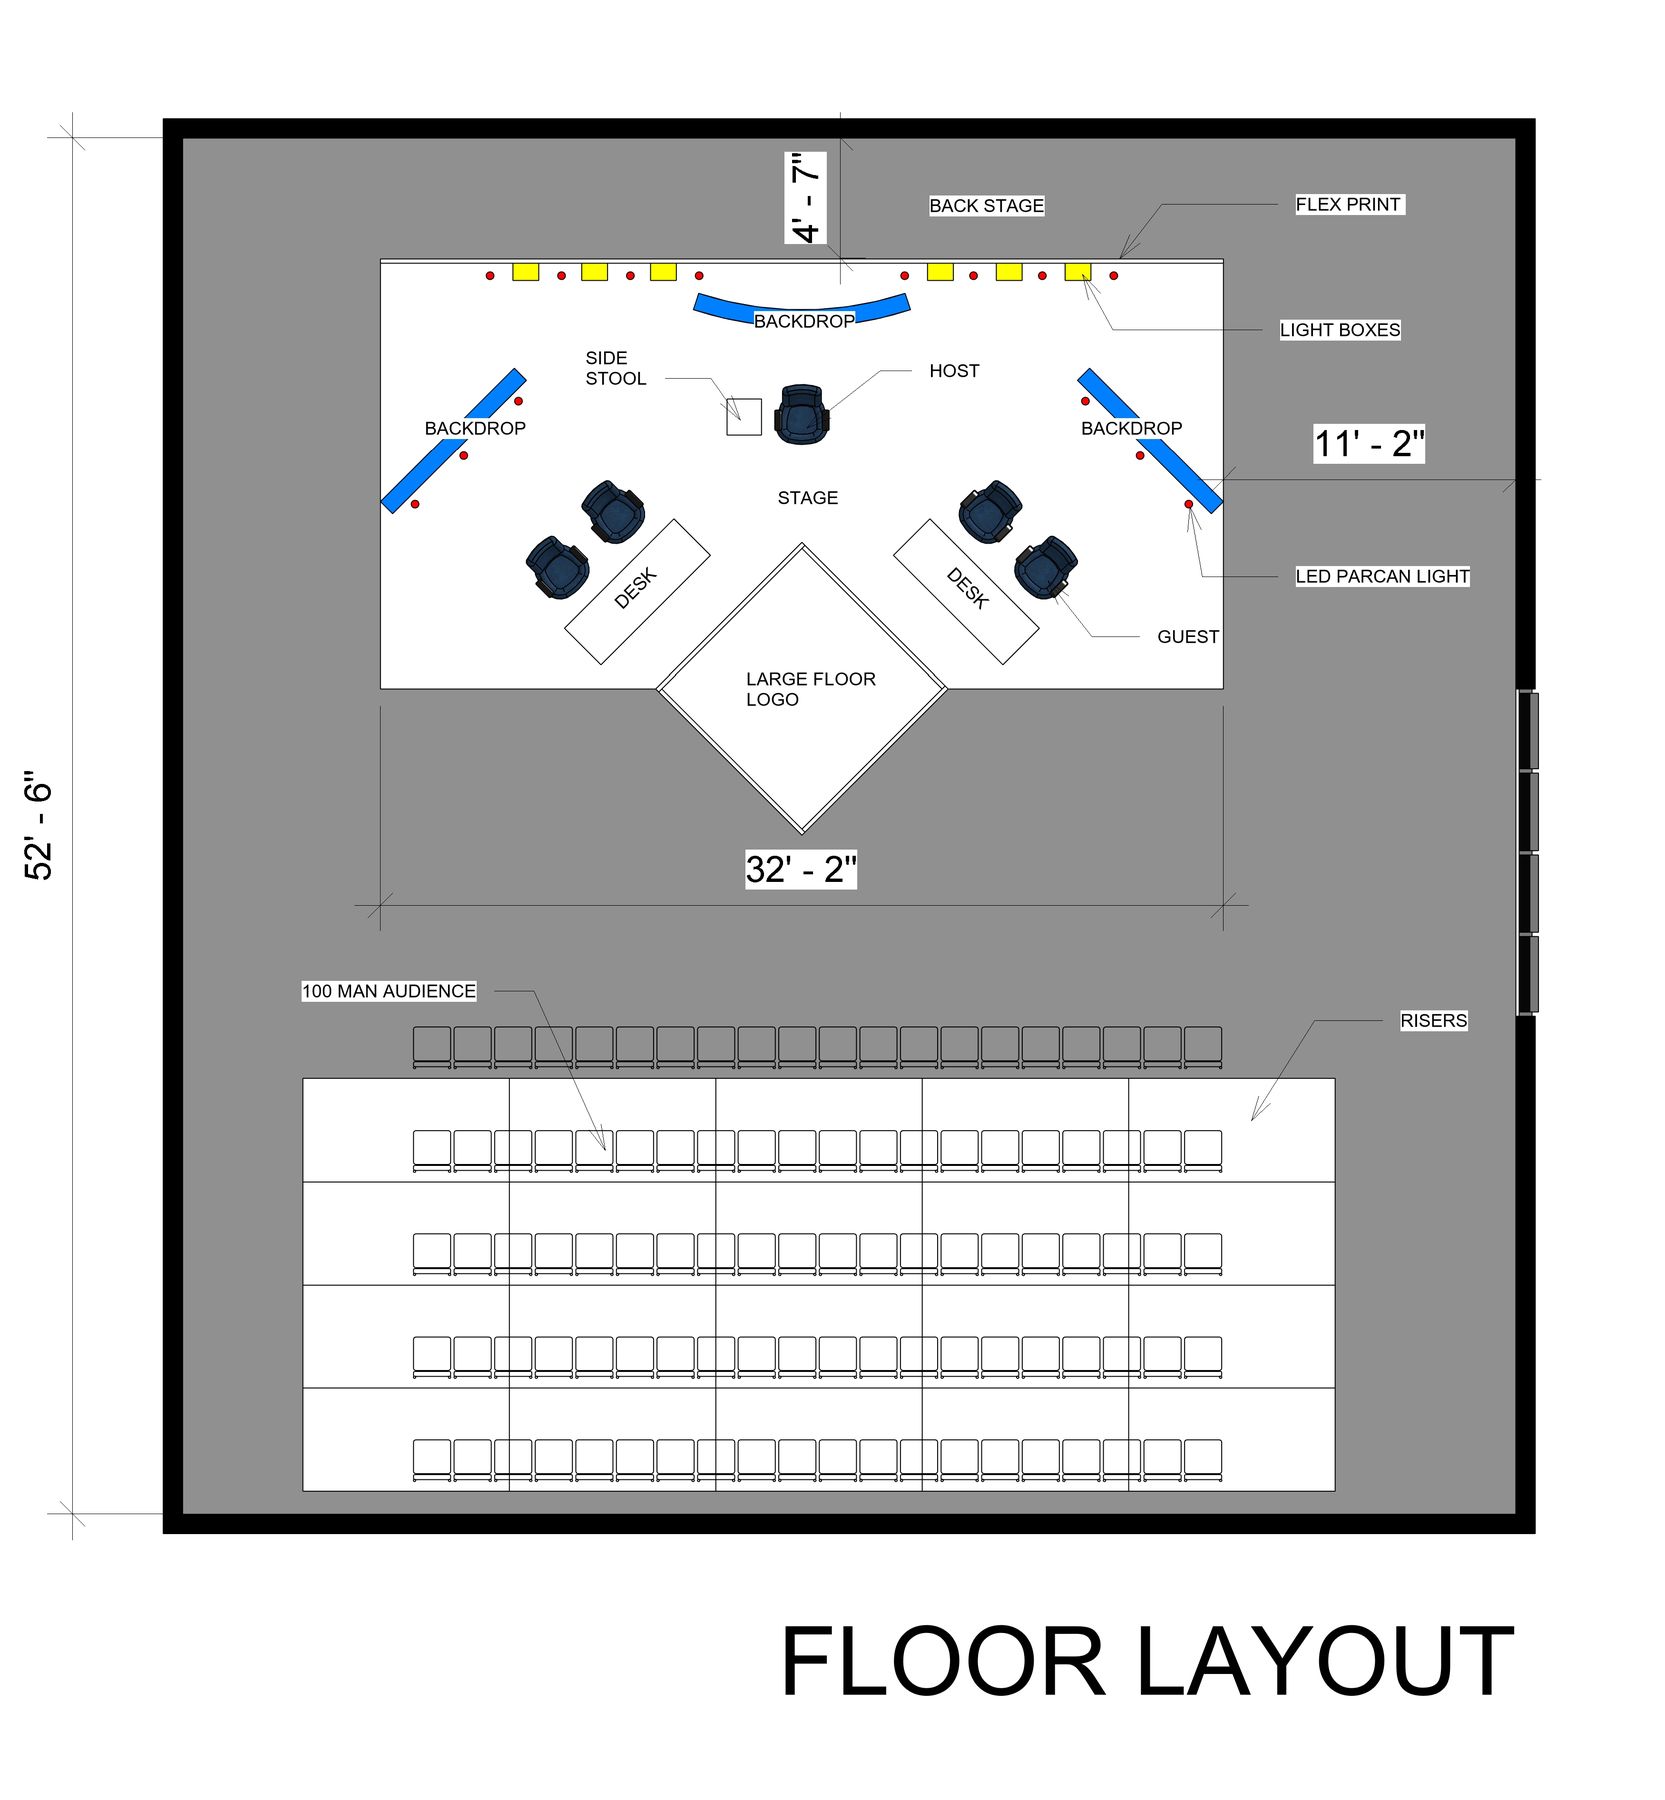 4' - 7"
BACK STAGE
FLEX PRINT
BACKDROP
LIGHT BOXES
SIDE
STOOL
HOST
BACKDROP
BACKDROP
11' - 2"
STAGE
DESK
DESK
LED PARCAN LIGHT
GUEST
LARGE FLOOR
LOGO
52' - 6"
32' - 2"
100 MAN AUDIENCE
RISERS
FLOOR LAYOUT